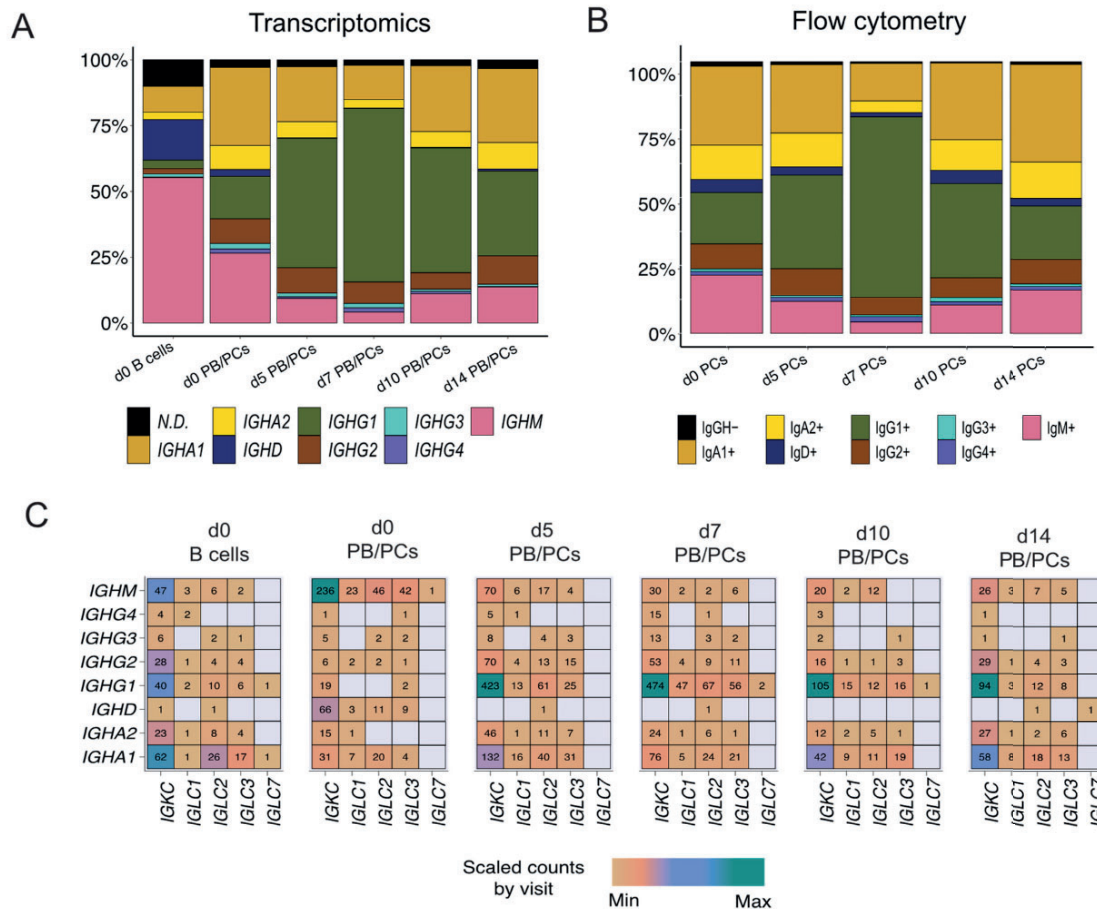 A
Transcriptomics
100%
75%
50%
25%
0%
d0 B cells
d0 PB/PCs
d5 PB/PCs
d7 PB/PCs
d10 PB/PCs
d14 PB/PCs
N.D. IGHA2 IGHG1 IGHG3 IGHM
IGHA1 IGHD IGHG2 IGHG4
B
Flow cytometry
100%
75%
50%
25%
0%
d0 PCs
d5 PCs
d7 PCs
d10 PCs
d14 PCs
IgGH− IgA2+ IgG1+ IgG3+ IgM+
IgA1+ IgD+ IgG2+ IgG4+
C
d0 d0 d5 d7 d10 d14
B cells PB/PCs PB/PCs PB/PCs PB/PCs PB/PCs
IGHM 47 3 6 2 236 23 46 42 1 70 6 17 4 30 2 2 6 20 2 12 26 3 7 5
IGHG4 4 2 1 1 3 15 3 1
IGHG3 6 2 1 5 2 2 8 4 3 13 3 2 2 1 1 1
IGHG2 28 1 4 4 6 2 2 1 70 4 13 15 53 4 9 11 16 1 1 3 29 1 4 3
IGHG1 40 2 10 6 1 19 2 423 13 61 25 474 47 67 56 2 105 15 12 16 1 94 3 12 8
IGHD 1 1 66 3 11 9 1 1 1 1
IGHA2 23 1 8 4 15 1 46 1 11 7 24 1 6 1 12 2 5 1 27 1 2 6
IGHA1 62 1 26 17 1 31 7 20 4 132 16 40 31 76 5 24 21 42 9 11 19 58 8 18 13
IGKC IGLC1 IGLC2 IGLC3 IGLC7 IGKC IGLC1 IGLC2 IGLC3 IGLC7 IGKC IGLC1 IGLC2 IGLC3 IGLC7 IGKC IGLC1 IGLC2 IGLC3 IGLC7 IGKC IGLC1 IGLC2 IGLC3 IGLC7 IGKC IGLC1 IGLC2 IGLC3 IGLC7
Scaled counts
by visit
Min Max